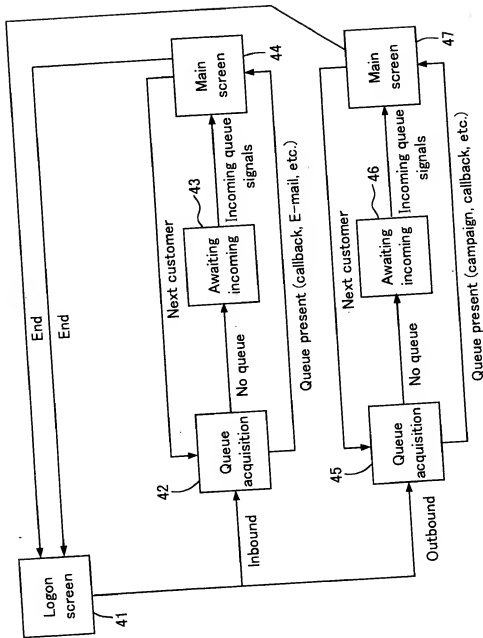 End
End
Logon
screen
41
Inbound
Outbound
Next customer
42
Queue
acquisition
No queue
43
Awaiting
incoming
Incoming queue
signals
44
Main
screen
Queue present (callback, E-mail, etc.)
Next customer
45
Queue
acquisition
No queue
46
Awaiting
incoming
Incoming queue
signals
47
Main
screen
Queue present (campaign, callback, etc.)